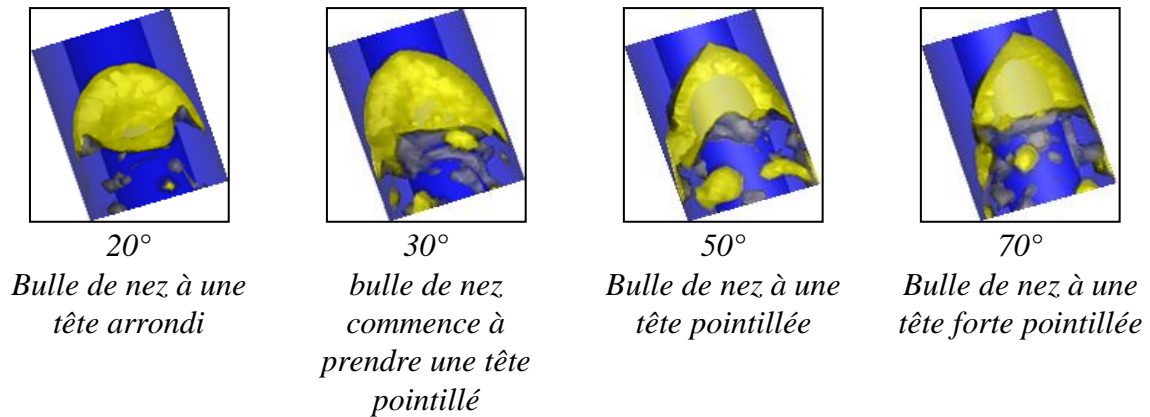 20°
Bulle de nez à une
tête arrondi
30°
bulle de nez
commence à
prendre une tête
pointillé
50°
Bulle de nez à une
tête pointillée
70°
Bulle de nez à une
tête forte pointillée